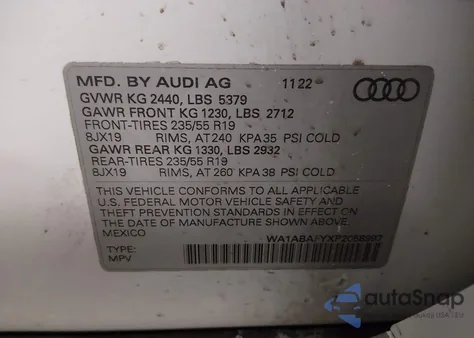 MFD. BY AUDI AG 11 22
GVWR KG 2440, LBS 5379
GAWR FRONT KG 1230, LBS 2712
FRONT-TIRES 235/55 R19
8JX19 RIMS, AT 240 KPA 35 PSI COLD
GAWR REAR KG 1330, LBS 2932
REAR-TIRES 235/55 R19
8JX19 RIMS, AT 260 KPA 38 PSI COLD
THIS VEHICLE CONFORMS TO ALL APPLICABLE
U.S. FEDERAL MOTOR VEHICLE SAFETY AND
THEFT PREVENTION STANDARDS IN EFFECT ON
THE DATE OF MANUFACTURE SHOWN ABOVE.
MEXICO
TYPE:
MPV
autoSnap